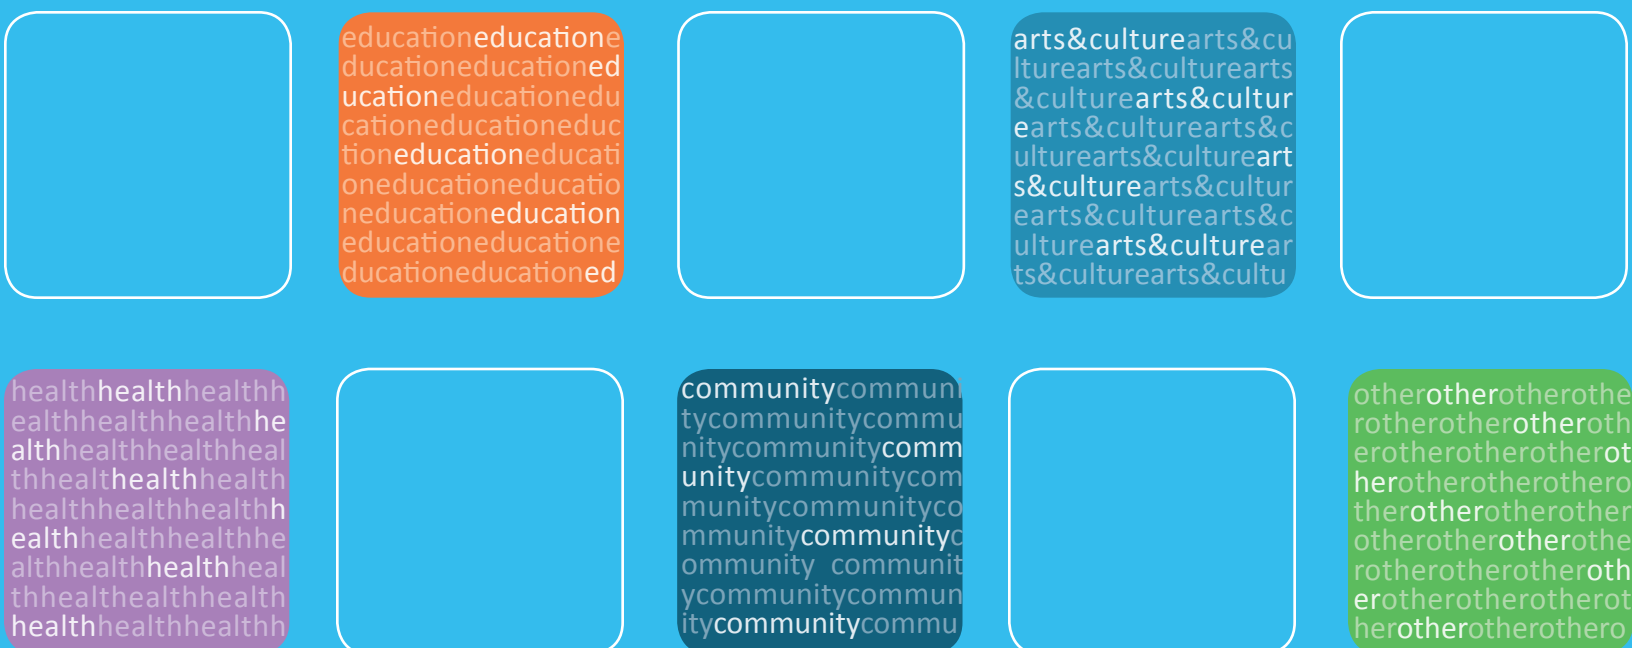 educationeducatione
ducationeducationed
ucationeducationedu
cationeducationeduc
tioneducationeducati
oneducationeducatio
neducationeducation
educationeducatione
ducationeducationed
arts&culturearts&cu
lturearts&culturearts
&culturearts&cultur
earts&culturearts&c
ulturearts&cultureart
s&culturearts&cultur
earts&culturearts&c
ulturearts&culturear
ts&culturearts&cultu
healthhealthhealthh
ealthhealthhealthhe
althhealthhealthheal
thhealthealthhealth
healthhealthhealthh
ealthhealthhealthhe
althhealthhealthheal
thhealthealthhealth
healthhealthhealthh
communitycommuni
tycommunitycommu
nitycommunitycomm
unitycommunitycom
munitycommunityco
mmunitycommunityc
ommunity communit
ycommunitycommun
itycommunitycommu
otherotherotherothe
rotherotherotheroth
erotherotherotherot
herotherotherothero
therotherotherother
otherotherotherothe
rotherotherotheroth
erotherotherotherot
herotherotherothero